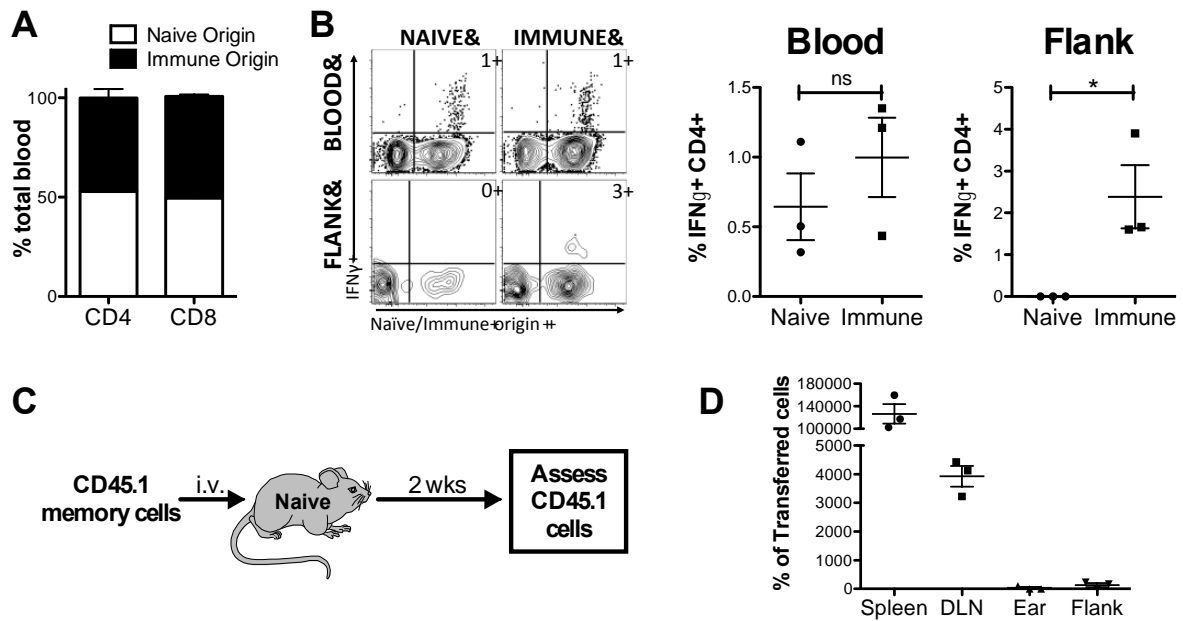 A
Naive Origin
Immune Origin
% total blood
100
50
0
CD4
CD8
B
NAIVE&
IMMUNE&
BLOOD&
FLANK&
1+
1+
0+
3+
IFNγ+
Naïve/Immune+origin ++
Blood
ns
% IFNg+ CD4+
1.5
1.0
0.5
0.0
Naive
Immune
Flank
*
% IFNg+ CD4+
5
4
3
2
1
0
Naive
Immune
C
CD45.1
memory cells
i.v.
Naive
2 wks
Assess
CD45.1
cells
D
% of Transferred cells
180000
140000
100000
5000
4000
3000
2000
1000
0
Spleen
DLN
Ear
Flank